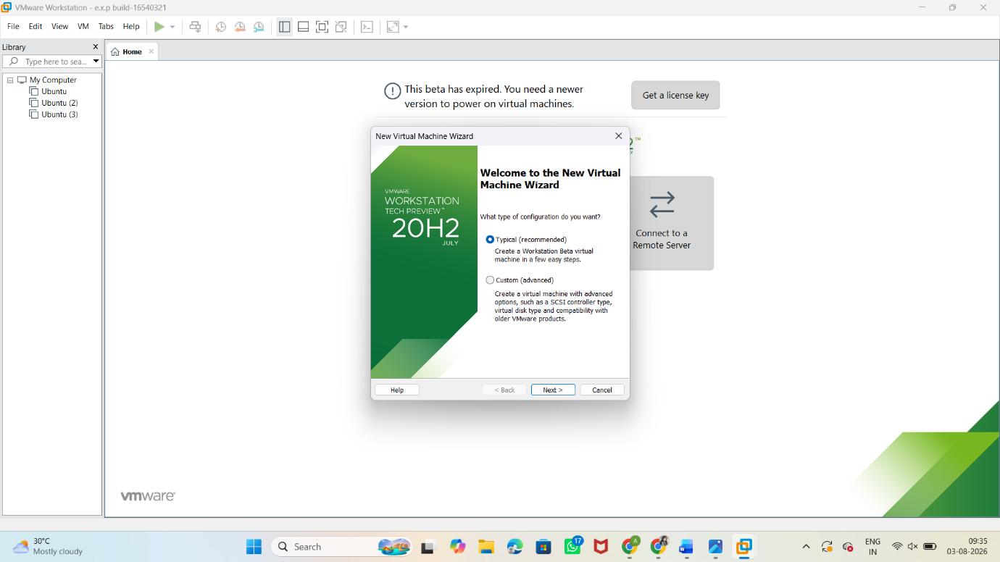 VMware Workstation - e.x.p build-16540321
File Edit View VM Tabs Help
Library
Type here to sea...
My Computer
Ubuntu
Ubuntu (2)
Ubuntu (3)
Home
This beta has expired. You need a newer
version to power on virtual machines.
Get a license key
New Virtual Machine Wizard
VMWARE
WORKSTATION
TECH PREVIEW™
20H2
JULY
Welcome to the New Virtual
Machine Wizard
What type of configuration do you want?
Typical (recommended)
Create a Workstation Beta virtual
machine in a few easy steps.
Custom (advanced)
Create a virtual machine with advanced
options, such as a SCSI controller type,
virtual disk type and compatibility with
older VMware products.
Help < Back Next > Cancel
TM
Connect to a
Remote Server
vmware®
30°C
Mostly cloudy
Search
17
A
ENG
IN
09:35
03-08-2026